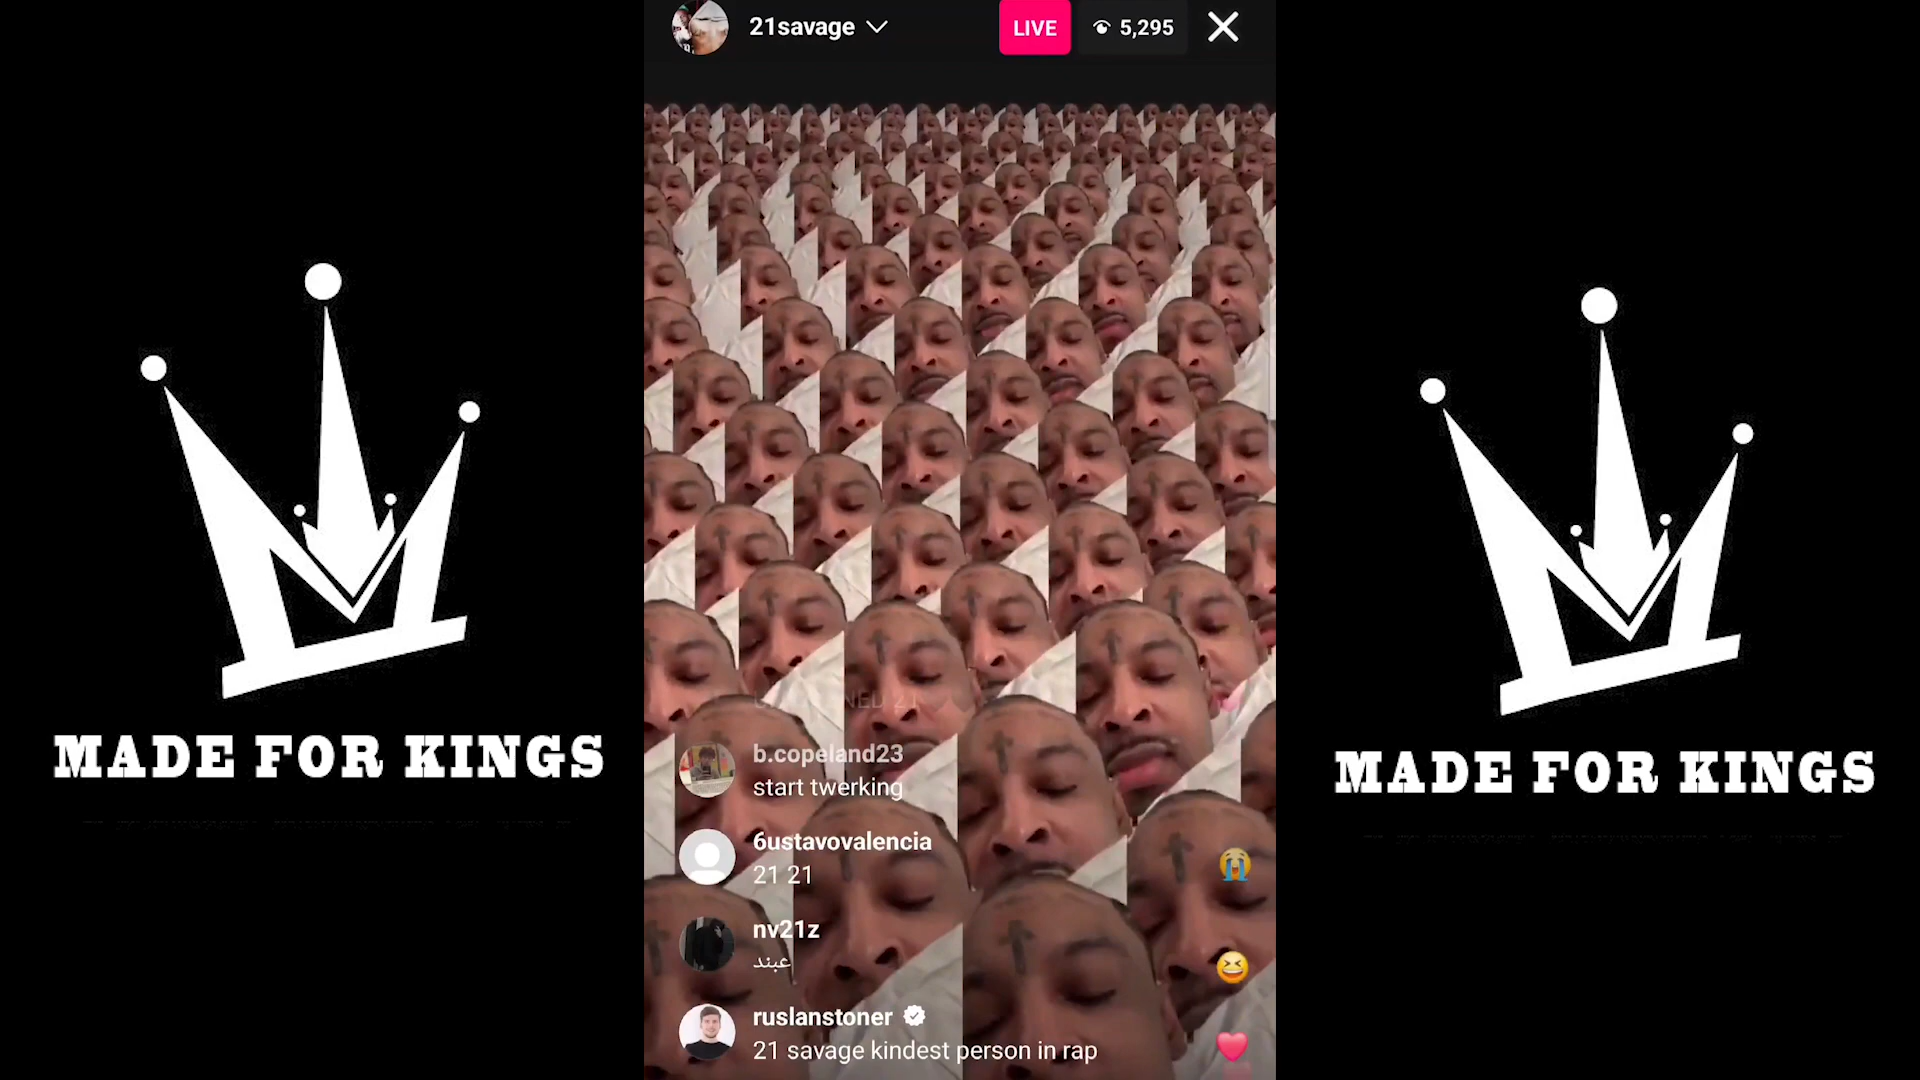 21savage
LIVE
5,295
b.copeland23
start twerking
6ustavovalencia
21 21
nv21z
عبند
ruslanstoner
21 savage kindest person in rap
MADE FOR KINGS
MADE FOR KINGS